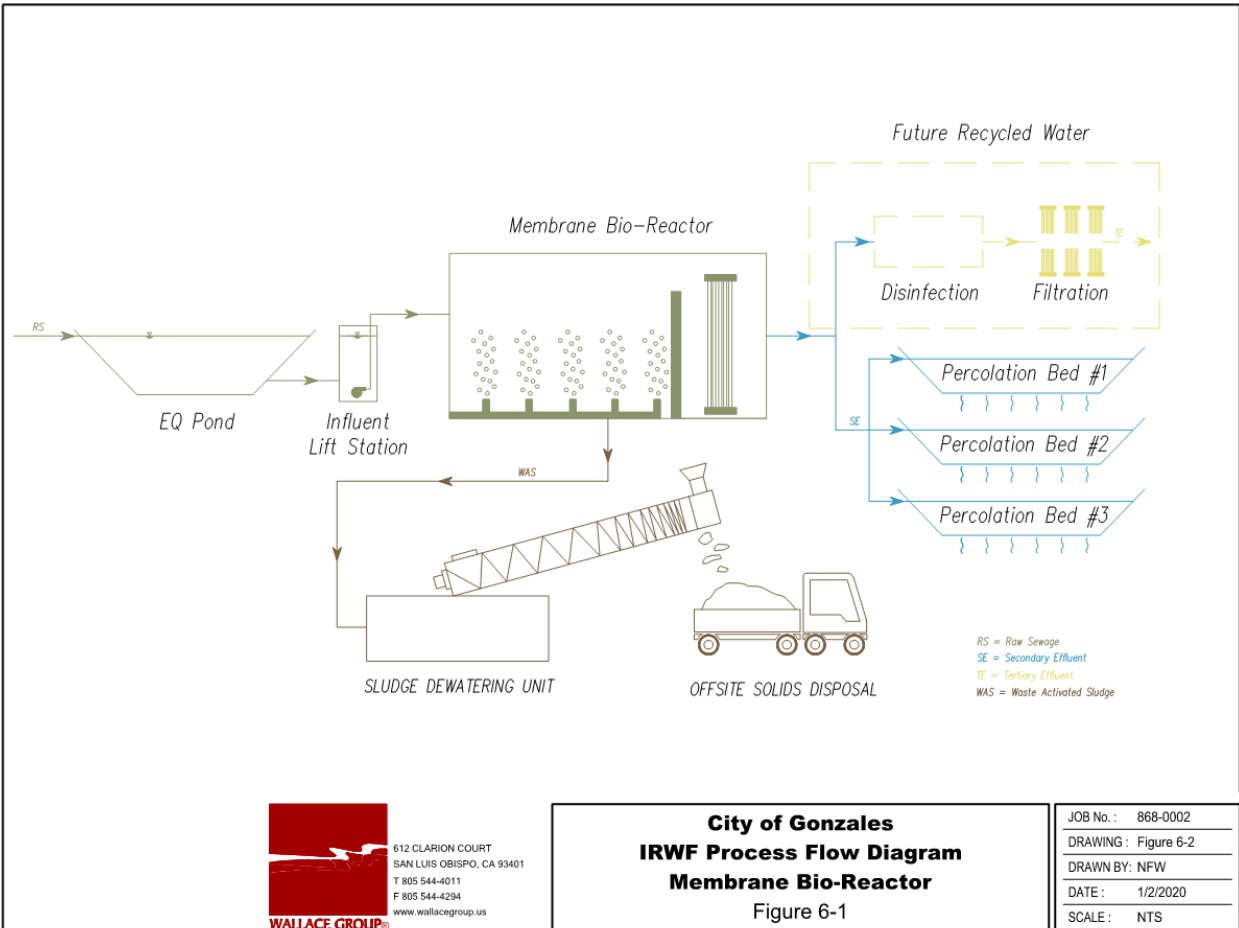 Future Recycled Water
Membrane Bio-Reactor
TE
Disinfection
Filtration
RS
EQ Pond
Influent
Lift Station
Percolation Bed #1
SE
Percolation Bed #2
Percolation Bed #3
WAS
SLUDGE DEWATERING UNIT
OFFSITE SOLIDS DISPOSAL
RS = Raw Sewage
SE = Secondary Effluent
TE = Tertiary Effluent
WAS = Waste Activated Sludge
612 CLARION COURT
SAN LUIS OBISPO, CA 93401
T 805 544-4011
F 805 544-4294
www.wallacegroup.us
WALLACE GROUP®
City of Gonzales
IRWF Process Flow Diagram
Membrane Bio-Reactor
Figure 6-1
JOB No. : 868-0002
DRAWING : Figure 6-2
DRAWN BY: NFW
DATE : 1/2/2020
SCALE : NTS